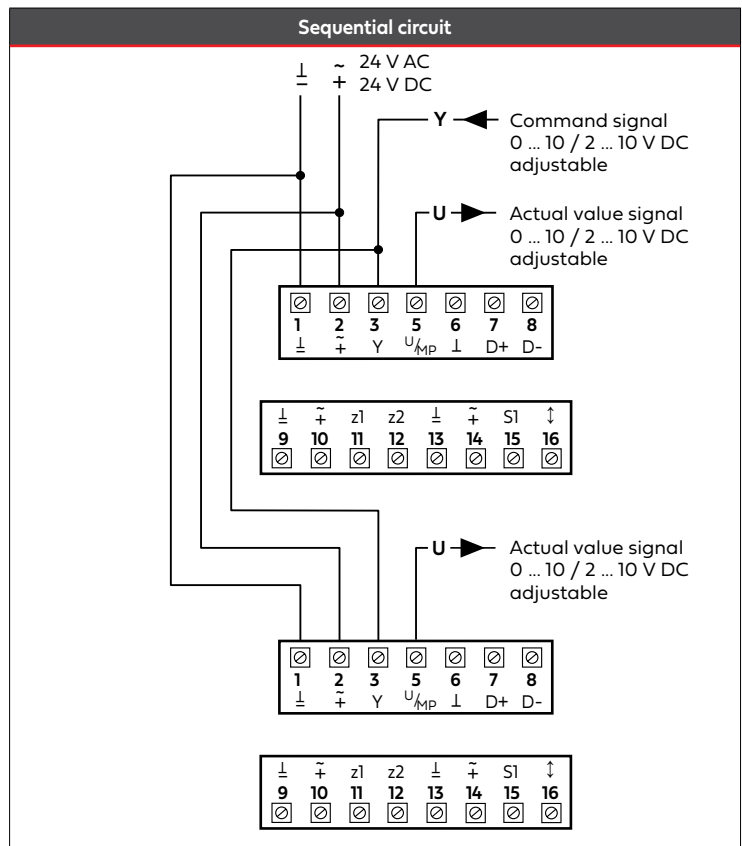 Sequential circuit
⊥ ~ 24 V AC
+ 24 V DC
Y Command signal
0 ... 10 / 2 ... 10 V DC
adjustable
U Actual value signal
0 ... 10 / 2 ... 10 V DC
adjustable
1 2 3 5 6 7 8
⊥ ~+ Y U/MP ⊥ D+ D-
⊥ ~+ z1 z2 ⊥ ~+ S1 ↕
9 10 11 12 13 14 15 16
U Actual value signal
0 ... 10 / 2 ... 10 V DC
adjustable
1 2 3 5 6 7 8
⊥ ~+ Y U/MP ⊥ D+ D-
⊥ ~+ z1 z2 ⊥ ~+ S1 ↕
9 10 11 12 13 14 15 16